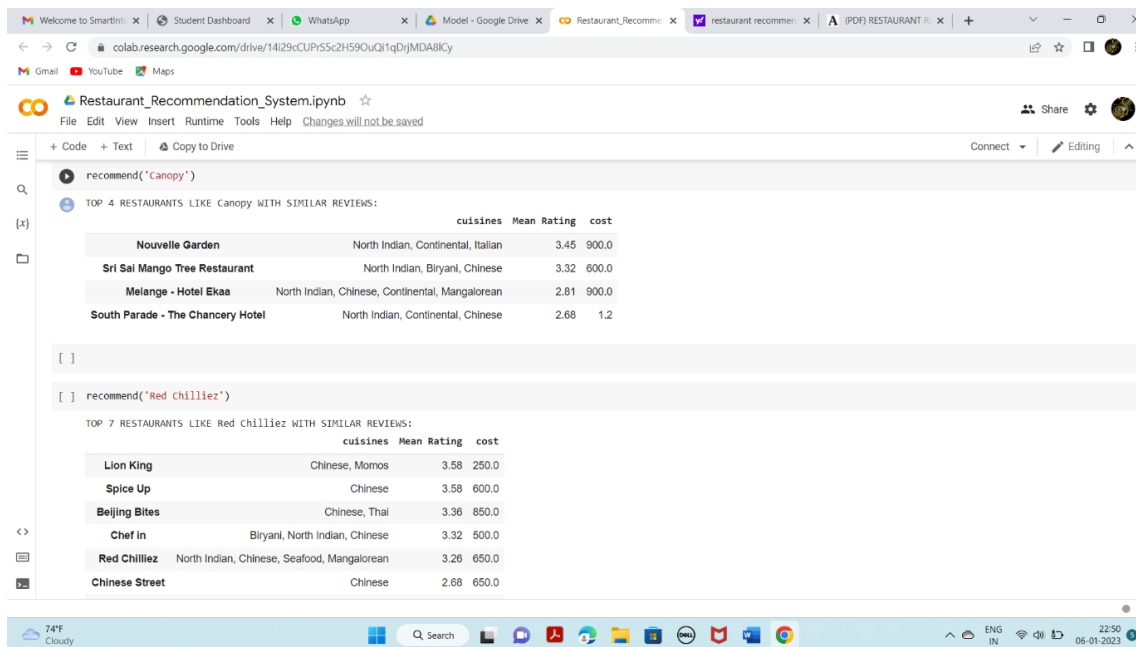 Welcome to SmartInt
Student Dashboard
WhatsApp
Model - Google Drive
Restaurant_Recomme
restaurant recommen
(PDF) RESTAURANT R
colab.research.google.com/drive/14i29cCUPrS5c2H59OuQi1qDrjMDA8lCy
Gmail YouTube Maps
Restaurant_Recommendation_System.ipynb
File Edit View Insert Runtime Tools Help Changes will not be saved
Share
+ Code + Text Copy to Drive
Connect Editing
recommend('Canopy')
TOP 4 RESTAURANTS LIKE Canopy WITH SIMILAR REVIEWS:
cuisines Mean Rating cost
Nouvelle Garden North Indian, Continental, Italian 3.45 900.0
Sri Sai Mango Tree Restaurant North Indian, Biryani, Chinese 3.32 600.0
Melange - Hotel Ekaa North Indian, Chinese, Continental, Mangalorean 2.81 900.0
South Parade - The Chancery Hotel North Indian, Continental, Chinese 2.68 1.2
[ ]
[ ] recommend('Red Chilliez')
TOP 7 RESTAURANTS LIKE Red Chilliez WITH SIMILAR REVIEWS:
cuisines Mean Rating cost
Lion King Chinese, Momos 3.58 250.0
Spice Up Chinese 3.58 600.0
Beijing Bites Chinese, Thai 3.36 850.0
Chef in Biryani, North Indian, Chinese 3.32 500.0
Red Chilliez North Indian, Chinese, Seafood, Mangalorean 3.26 650.0
Chinese Street Chinese 2.68 650.0
74°F
Cloudy
Search
ENG
IN
22:50
06-01-2023